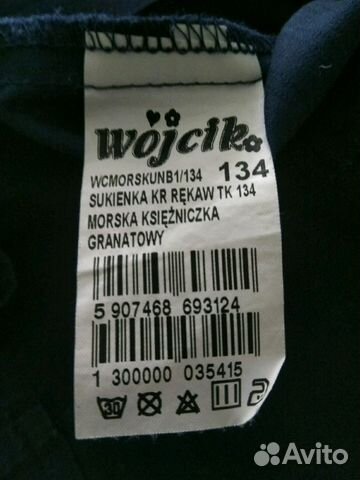 wójcik
WCMORSKUNB1/134 134
SUKIENKA KR RĘKAW TK 134
MORSKA KSIĘŻNICZKA
GRANATOWY
5 907468 693124
1 300000 035415
30
Avito